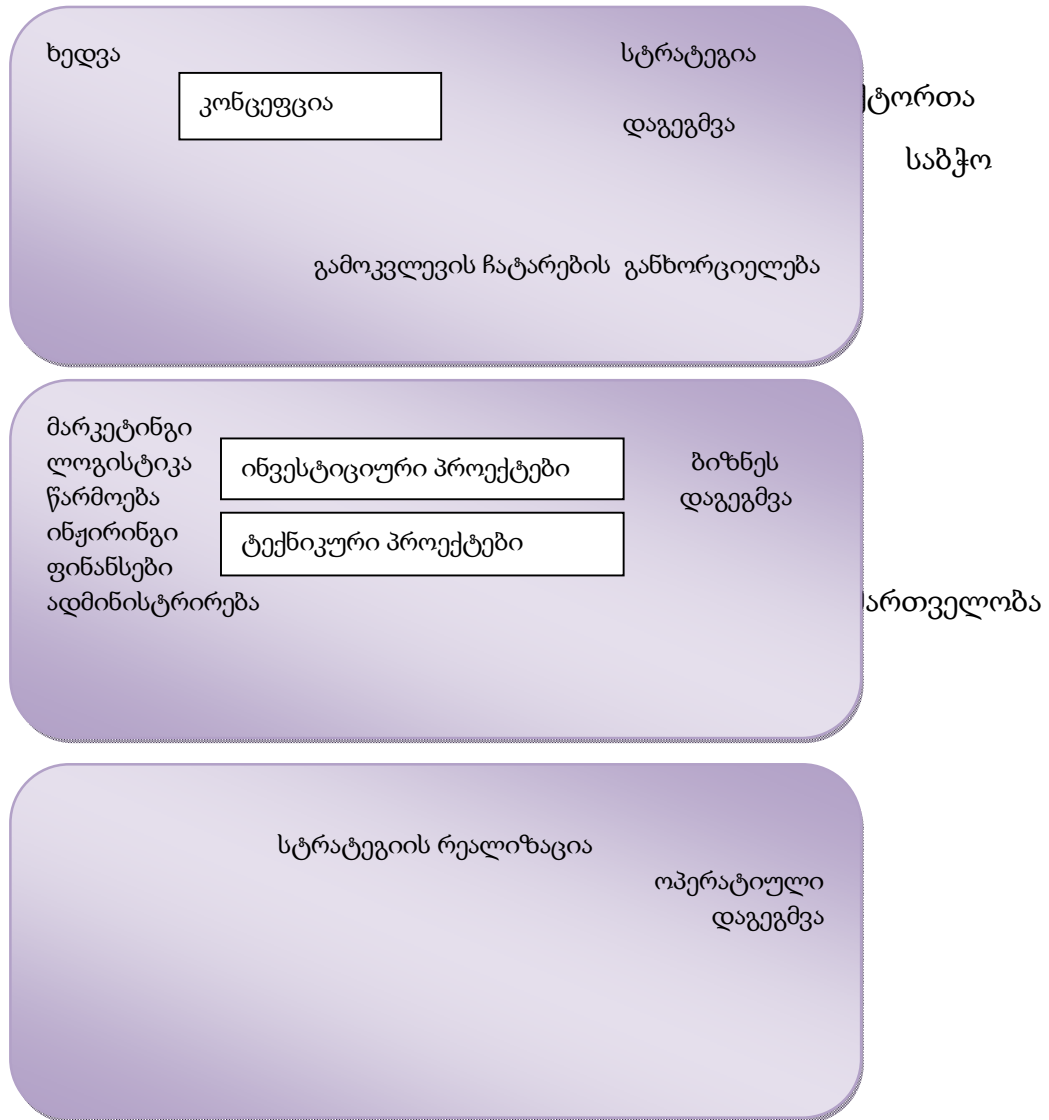 ხედვა
სტრატეგია
კონცეფცია
დაგეგმვა
საბჭო
გამოკვლევის ჩატარების განხორციელება
მარკეტინგი
ლოგისტიკა
წარმოება
ინჟირინგი
ფინანსები
ადმინისტრირება
ინვესტიციური პროექტები
ტექნიკური პროექტები
ბიზნეს
დაგეგმვა
სტრატეგიის რეალიზაცია
ოპერატიული
დაგეგმვა